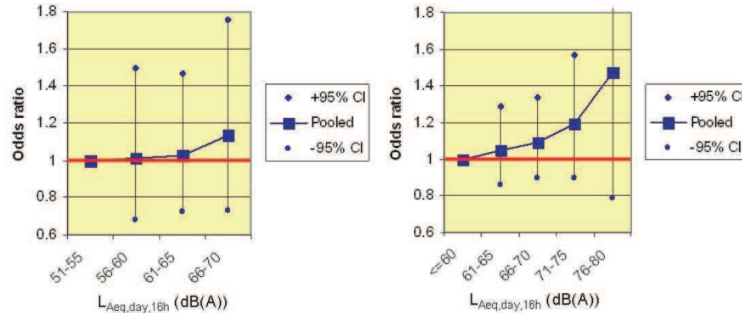 1.8
1.6
1.4
1.2
1
0.8
0.6
Odds ratio
51-55
56-60
61-65
66-70
LAeq,day,16h (dB(A))
+95% CI
Pooled
-95% CI
1.8
1.6
1.4
1.2
1
0.8
0.6
Odds ratio
<=60
61-65
66-70
71-75
76-80
LAeq,day,16h (dB(A))
+95% CI
Pooled
-95% CI